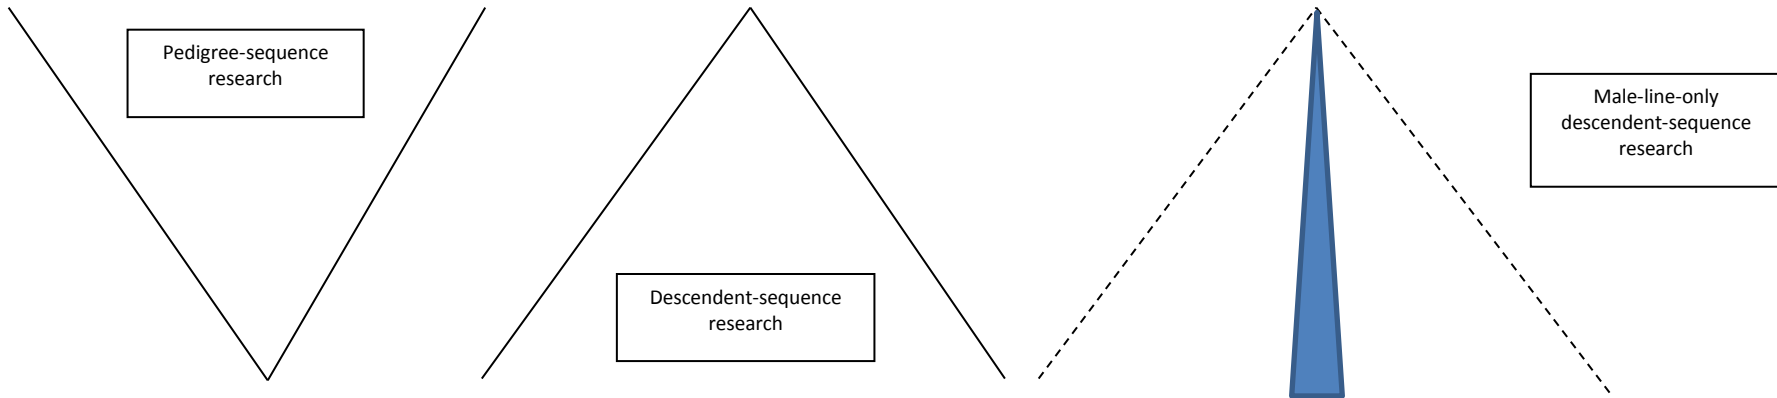 Pedigree-sequence
research
Descendent-sequence
research
Male-line-only
descendent-sequence
research